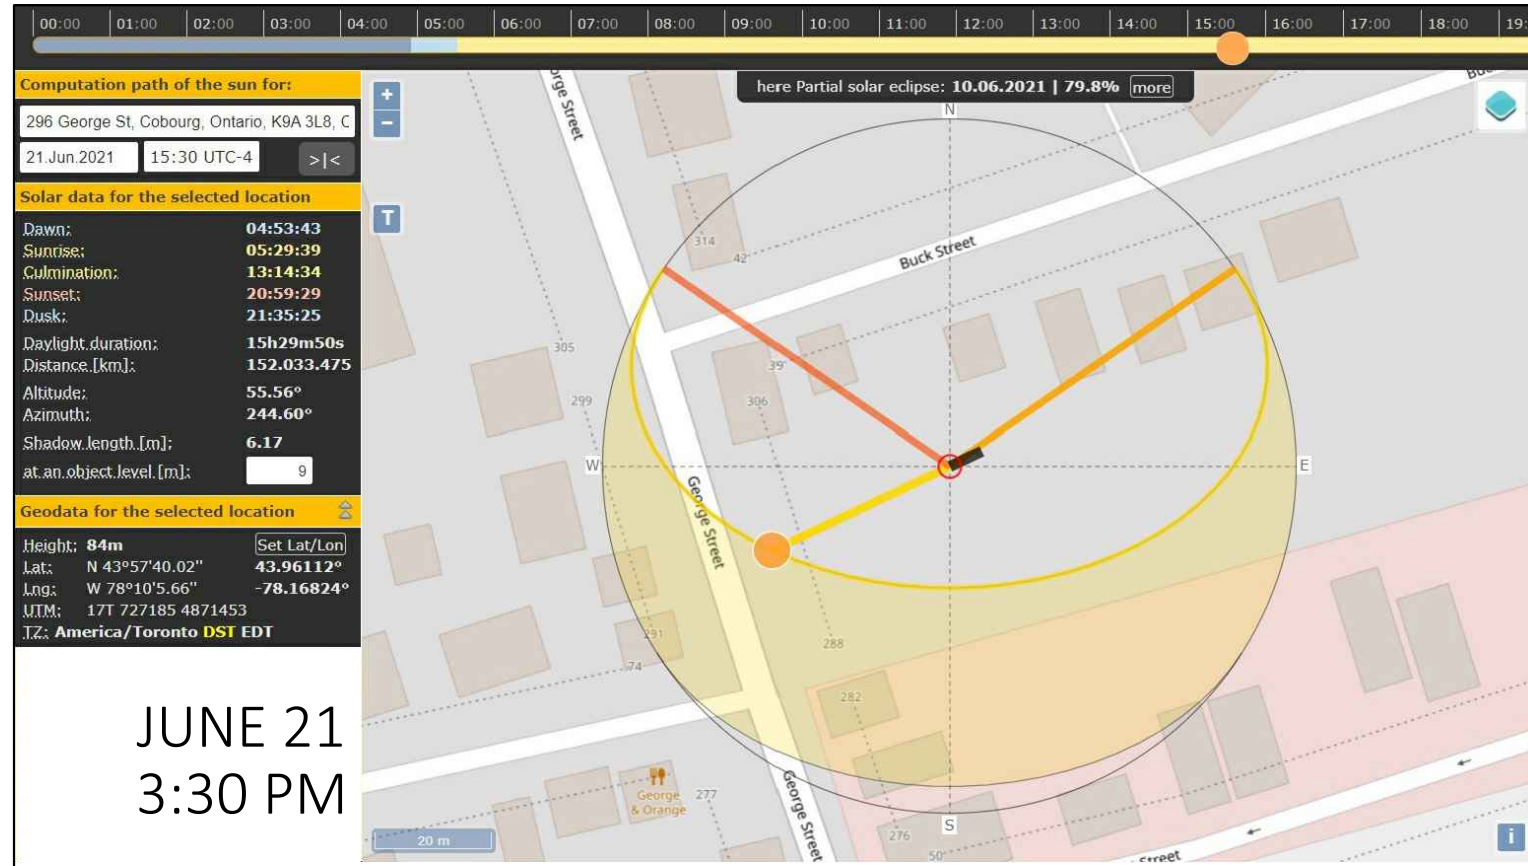 00:00 01:00 02:00 03:00 04:00 05:00 06:00 07:00 08:00 09:00 10:00 11:00 12:00 13:00 14:00 15:00 16:00 17:00 18:00 19:
Computation path of the sun for:
296 George St, Cobourg, Ontario, K9A 3L8, C
21.Jun.2021 15:30 UTC-4 >|<
Solar data for the selected location
Dawn: 04:53:43
Sunrise: 05:29:39
Culmination: 13:14:34
Sunset: 20:59:29
Dusk: 21:35:25
Daylight duration: 15h29m50s
Distance [km]: 152.033.475
Altitude: 55.56°
Azimuth: 244.60°
Shadow length [m]: 6.17
at an object level [m]: 9
Geodata for the selected location
Height: 84m Set Lat/Lon
Lat: N 43°57'40.02'' 43.96112°
Lng: W 78°10'5.66'' -78.16824°
UTM: 17T 727185 4871453
TZ: America/Toronto DST EDT
JUNE 21
3:30 PM
+
−
T
here Partial solar eclipse: 10.06.2021 | 79.8% more
N
orge Street
314
42
Buck Street
305
39
299
306
W
E
George Street
291
74
288
282
George
& Orange
277
George Street
S
276
50
20 m
Street
i